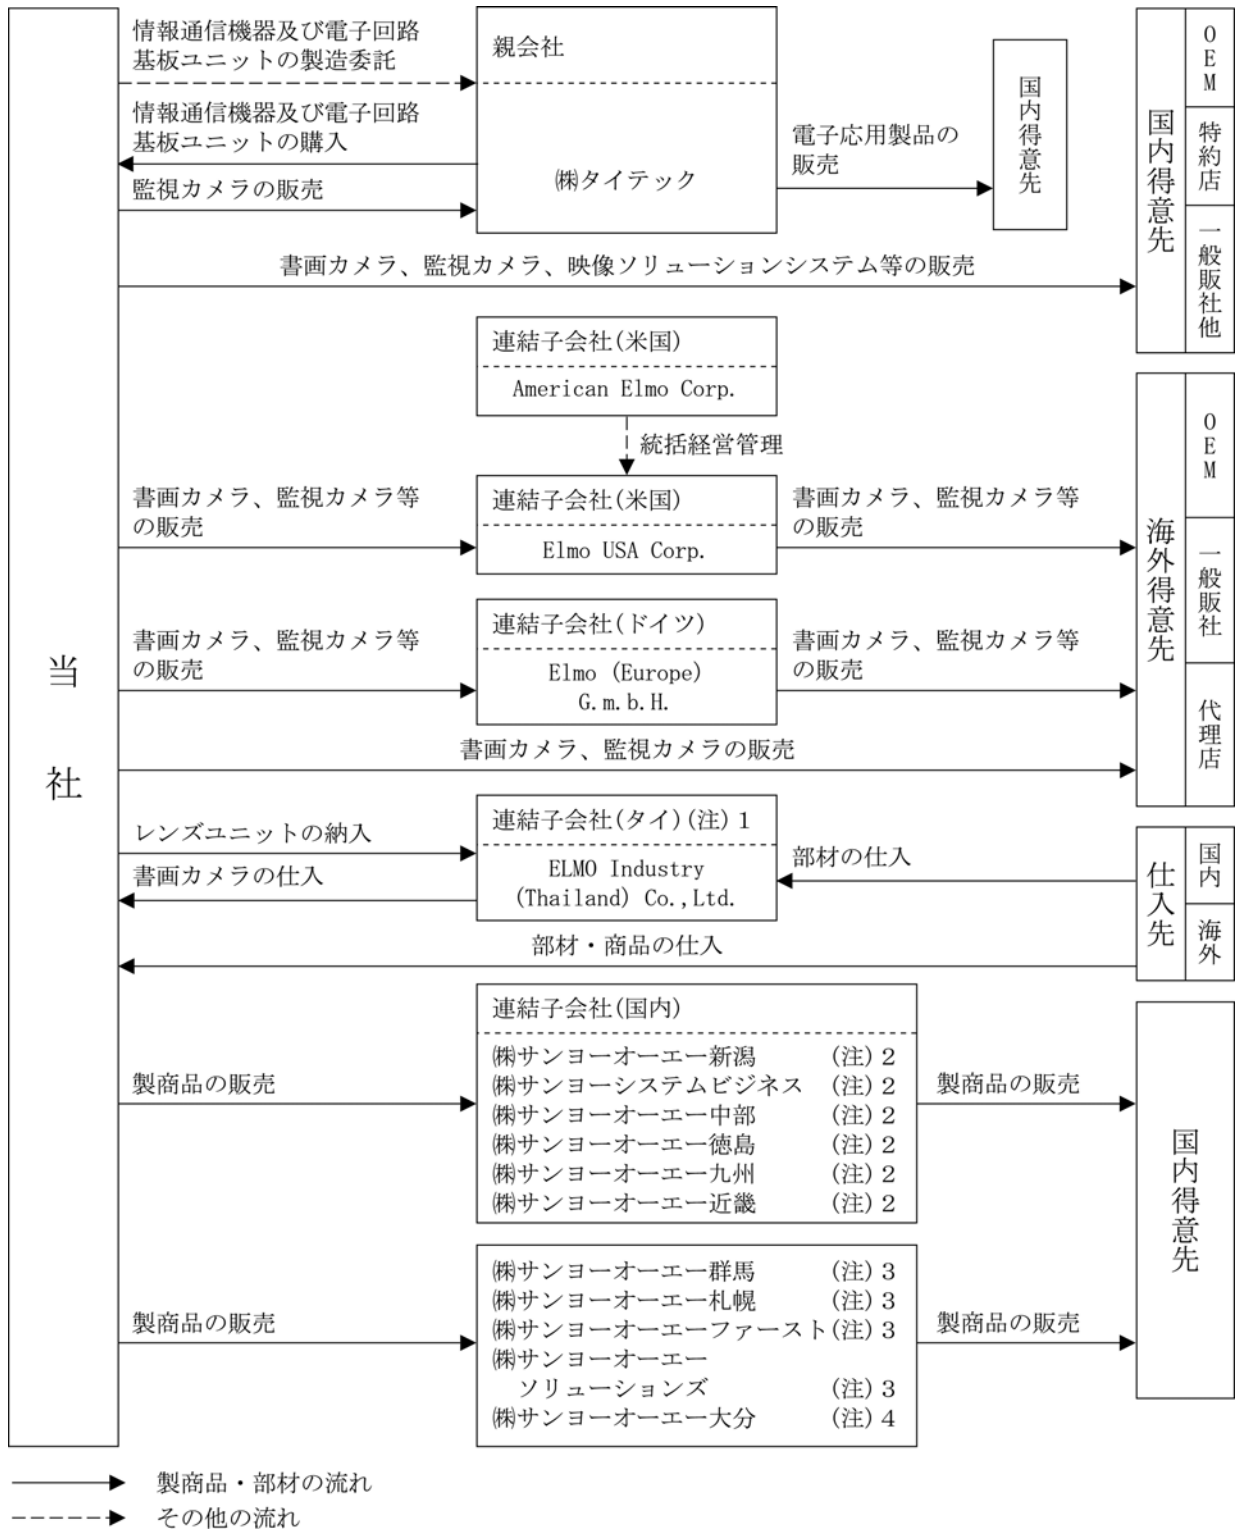 当社
情報通信機器及び電子回路
基板ユニットの製造委託
情報通信機器及び電子回路
基板ユニットの購入
監視カメラの販売
親会社
㈱タイテック
電子応用製品の
販売
国内得意先
国内得意先
OEM
特約店
一般販社他
書画カメラ、監視カメラ、映像ソリューションシステム等の販売
連結子会社(米国)
American Elmo Corp.
統括経営管理
書画カメラ、監視カメラ等
の販売
連結子会社(米国)
Elmo USA Corp.
書画カメラ、監視カメラ等
の販売
海外得意先
OEM
一般販社
代理店
書画カメラ、監視カメラ等
の販売
連結子会社(ドイツ)
Elmo (Europe)
G.m.b.H.
書画カメラ、監視カメラ等
の販売
書画カメラ、監視カメラの販売
レンズユニットの納入
書画カメラの仕入
連結子会社(タイ)(注)1
ELMO Industry
(Thailand) Co.,Ltd.
部材の仕入
仕入先
国内
海外
部材・商品の仕入
連結子会社(国内)
㈱サンヨーオーエー新潟 (注)2
㈱サンヨーシステムビジネス (注)2
㈱サンヨーオーエー中部 (注)2
㈱サンヨーオーエー徳島 (注)2
㈱サンヨーオーエー九州 (注)2
㈱サンヨーオーエー近畿 (注)2
製商品の販売
製商品の販売
国内得意先
㈱サンヨーオーエー群馬 (注)3
㈱サンヨーオーエー札幌 (注)3
㈱サンヨーオーエーファースト(注)3
㈱サンヨーオーエー
ソリューションズ (注)3
㈱サンヨーオーエー大分 (注)4
製商品の販売
製商品の販売
製商品・部材の流れ
その他の流れ